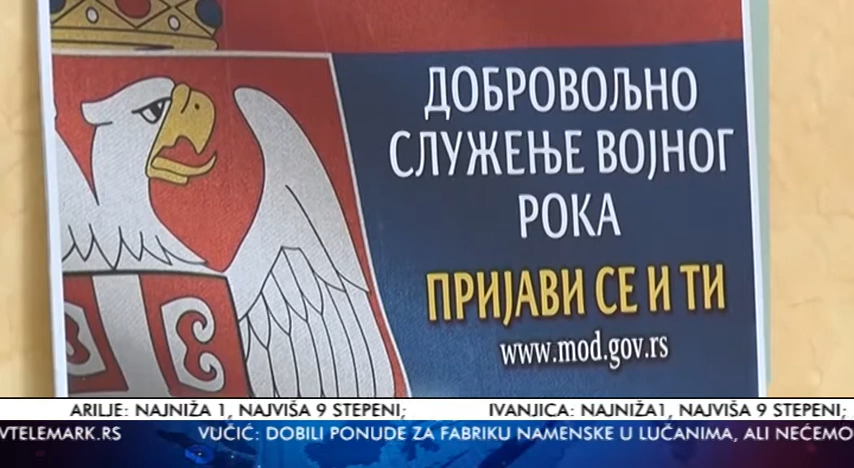 ДОБРОВОЉНО
СЛУЖЕЊЕ ВОЈНОГ
РОКА
ПРИЈАВИ СЕ И ТИ
www.mod.gov.rs
ARILJE: NAJNIŽA 1, NAJVIŠA 9 STEPENI; IVANJICA: NAJNIŽA1, NAJVIŠA 9 STEPENI;
VTELEMARK.RS VUČIĆ: DOBILI PONUDE ZA FABRIKU NAMENSKE U LUČANIMA, ALI NEĆEMO